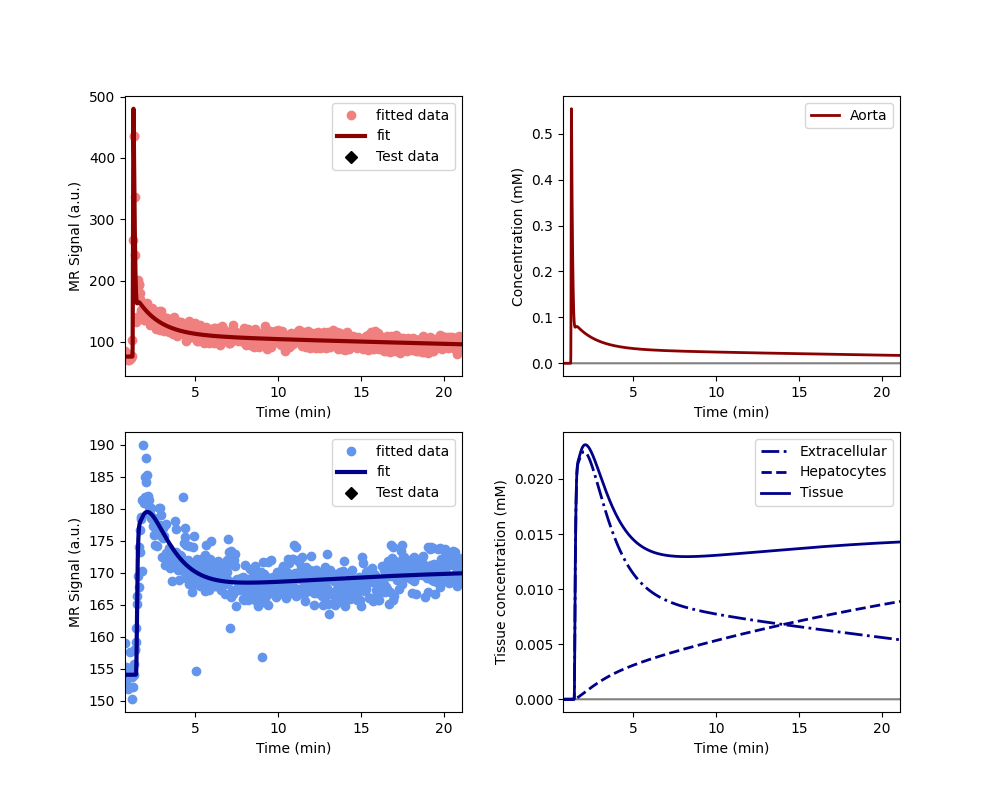 500
400
300
200
100
MR Signal (a.u.)
5
10
15
20
Time (min)
fitted data
fit
Test data
0.5
0.4
0.3
0.2
0.1
0.0
Concentration (mM)
5
10
15
20
Time (min)
Aorta
190
185
180
175
170
165
160
155
150
MR Signal (a.u.)
5
10
15
20
Time (min)
fitted data
fit
Test data
0.020
0.015
0.010
0.005
0.000
Tissue concentration (mM)
5
10
15
20
Time (min)
Extracellular
Hepatocytes
Tissue